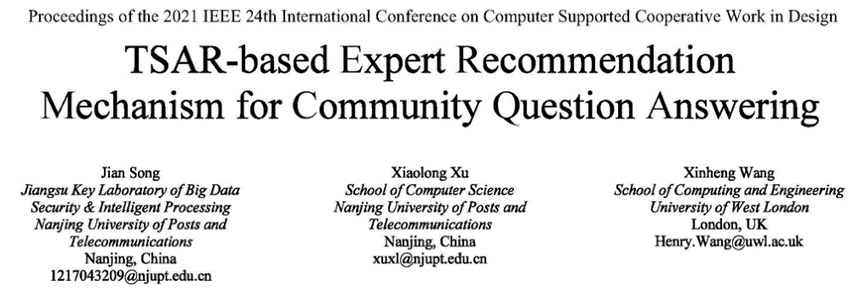 Proceedings of the 2021 IEEE 24th International Conference on Computer Supported Cooperative Work in Design
TSAR-based Expert Recommendation
Mechanism for Community Question Answering
Jian Song
Jiangsu Key Laboratory of Big Data
Security & Intelligent Processing
Nanjing University of Posts and
Telecommunications
Nanjing, China
1217043209@njupt.edu.cn
Xiaolong Xu
School of Computer Science
Nanjing University of Posts and
Telecommunications
Nanjing, China
xuxl@njupt.edu.cn
Xinheng Wang
School of Computing and Engineering
University of West London
London, UK
Henry.Wang@uwl.ac.uk